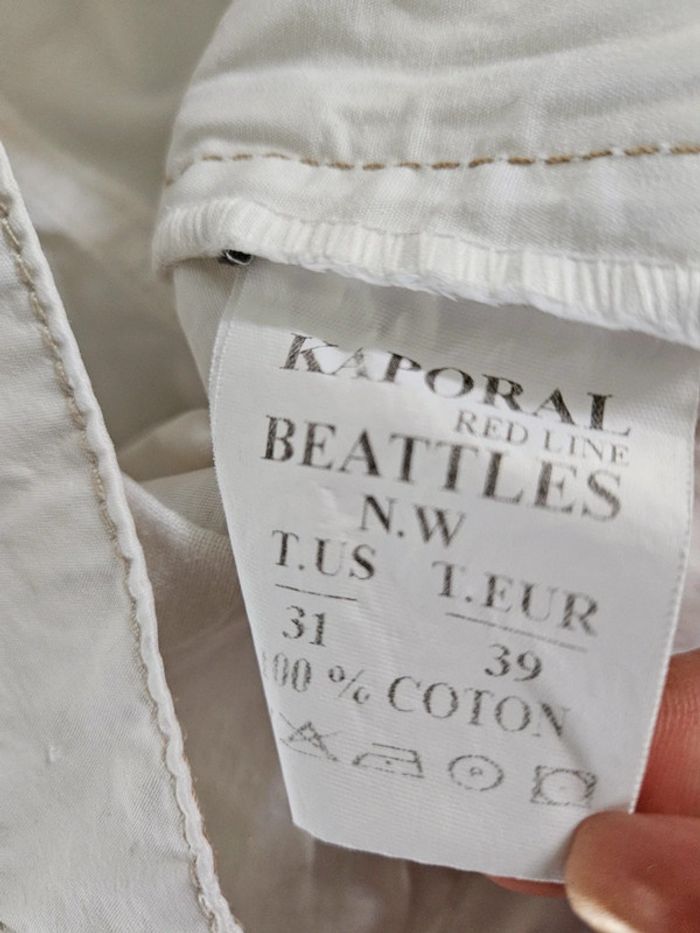 KAPORAL
RED LINE
BEATTLES
N.W
T.US T.EUR
31 39
100 % COTON